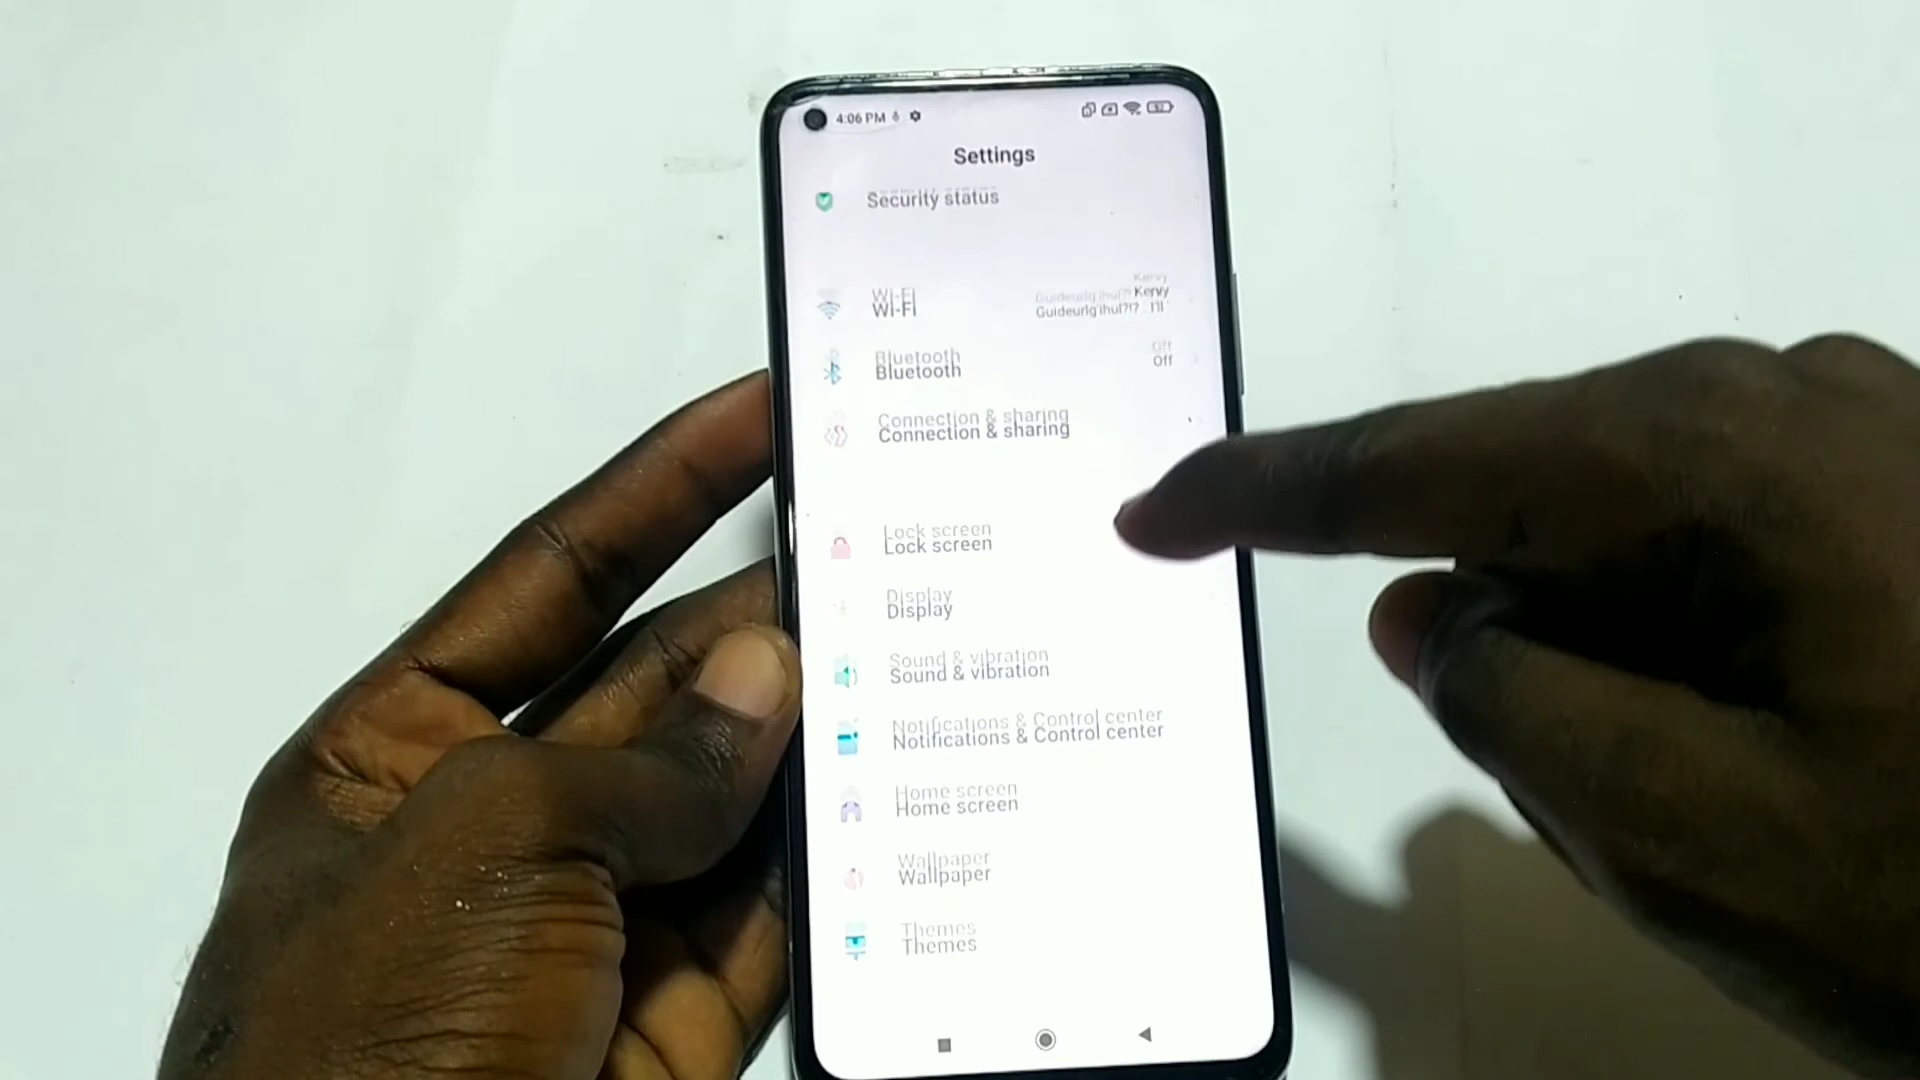 4:06 PM
Settings
Security status
Wi-Fi
Bluetooth Off
Connection & sharing
Lock screen
Display
Sound & vibration
Notifications & Control center
Home screen
Wallpaper
Themes